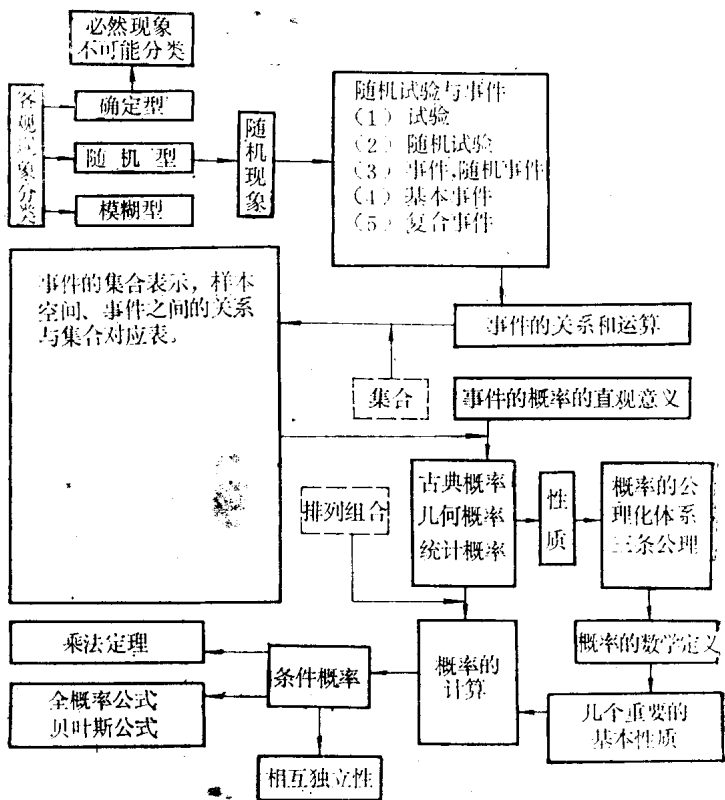 必然现象
不可能分类
客观现象分类
确定型
随机型
模糊型
随机现象
随机试验与事件
(1) 试验
(2) 随机试验
(3) 事件、随机事件
(4) 基本事件
(5) 复合事件
事件的集合表示,样本
空间、事件之间的关系
与集合对应表。
事件的关系和运算
集合
事件的概率的直观意义
排列组合
古典概率
几何概率
统计概率
性质
概率的公
理化体系
三条公理
概率的数学定义
几个重要的
基本性质
概率的
计算
条件概率
乘法定理
全概率公式
贝叶斯公式
相互独立性